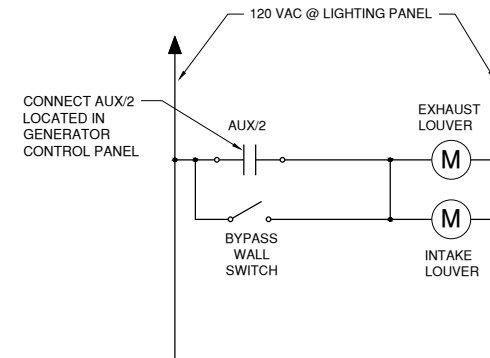 120 VAC @ LIGHTING PANEL
CONNECT AUX/2
LOCATED IN
GENERATOR
CONTROL PANEL
AUX/2
EXHAUST
LOUVER
M
M
BYPASS
WALL
SWITCH
INTAKE
LOUVER